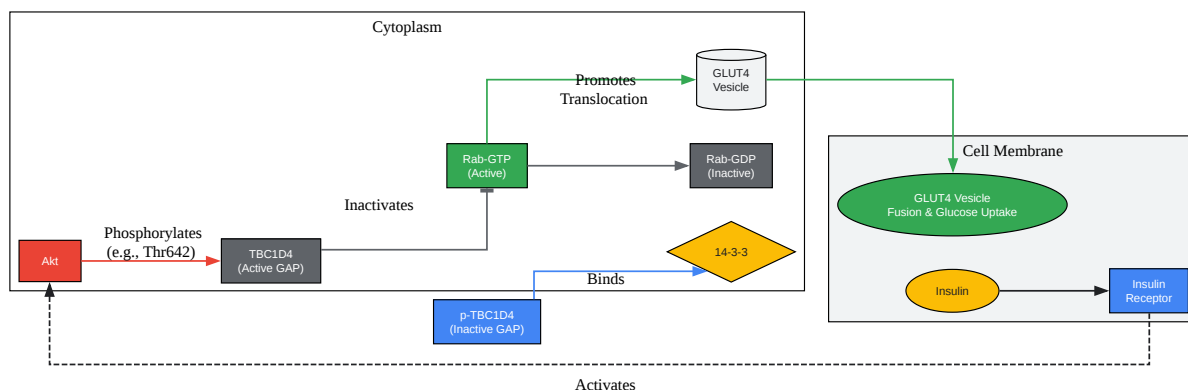 Cytoplasm
Promotes
Translocation
GLUT4
Vesicle
Rab-GTP
(Active)
Rab-GDP
(Inactive)
Cell Membrane
GLUT4 Vesicle
Fusion & Glucose Uptake
Inactivates
Phosphorylates
(e.g., Thr642)
Akt
TBC1D4
(Active GAP)
14-3-3
Binds
Insulin
Insulin
Receptor
p-TBC1D4
(Inactive GAP)
Activates